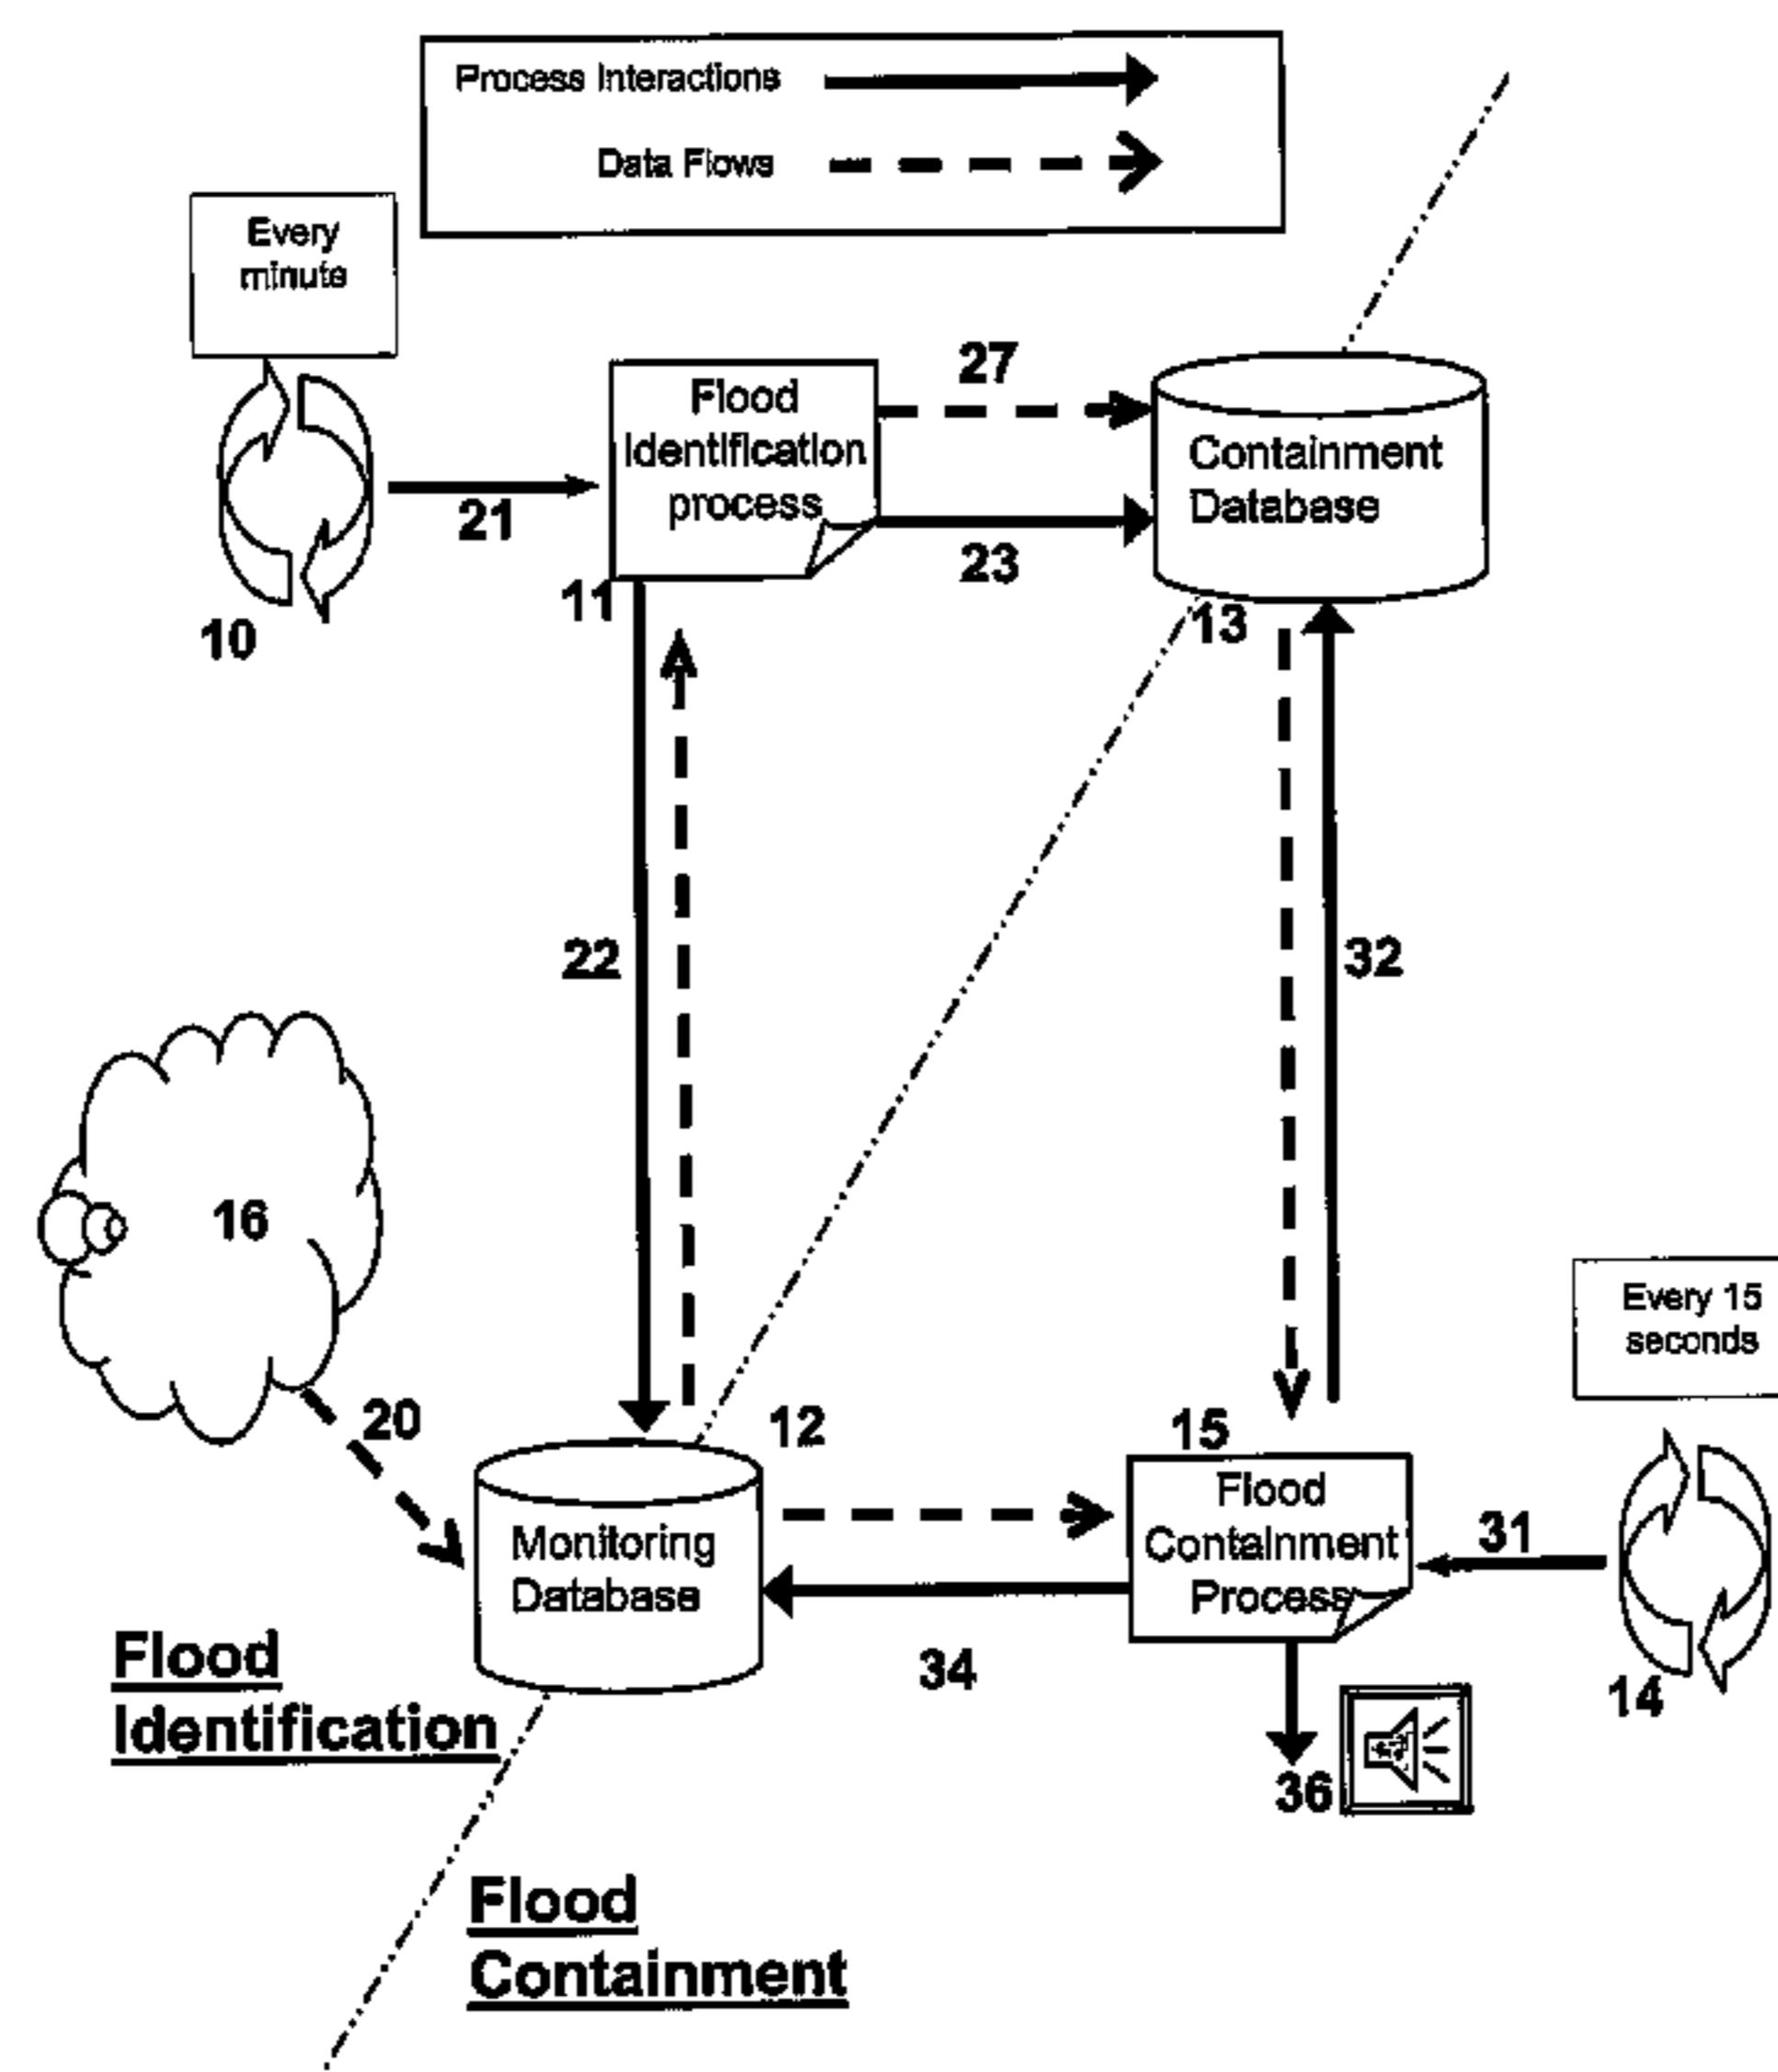 Process Interactions
Data Flows
Every
minute
27
Flood
Identification
process
Containment
Database
21
23
11
13
10
22
32
16
Every 15
seconds
20
12
15
Flood
Containment
Process
31
Monitoring
Database
34
14
Flood
Identification
36
Flood
Containment